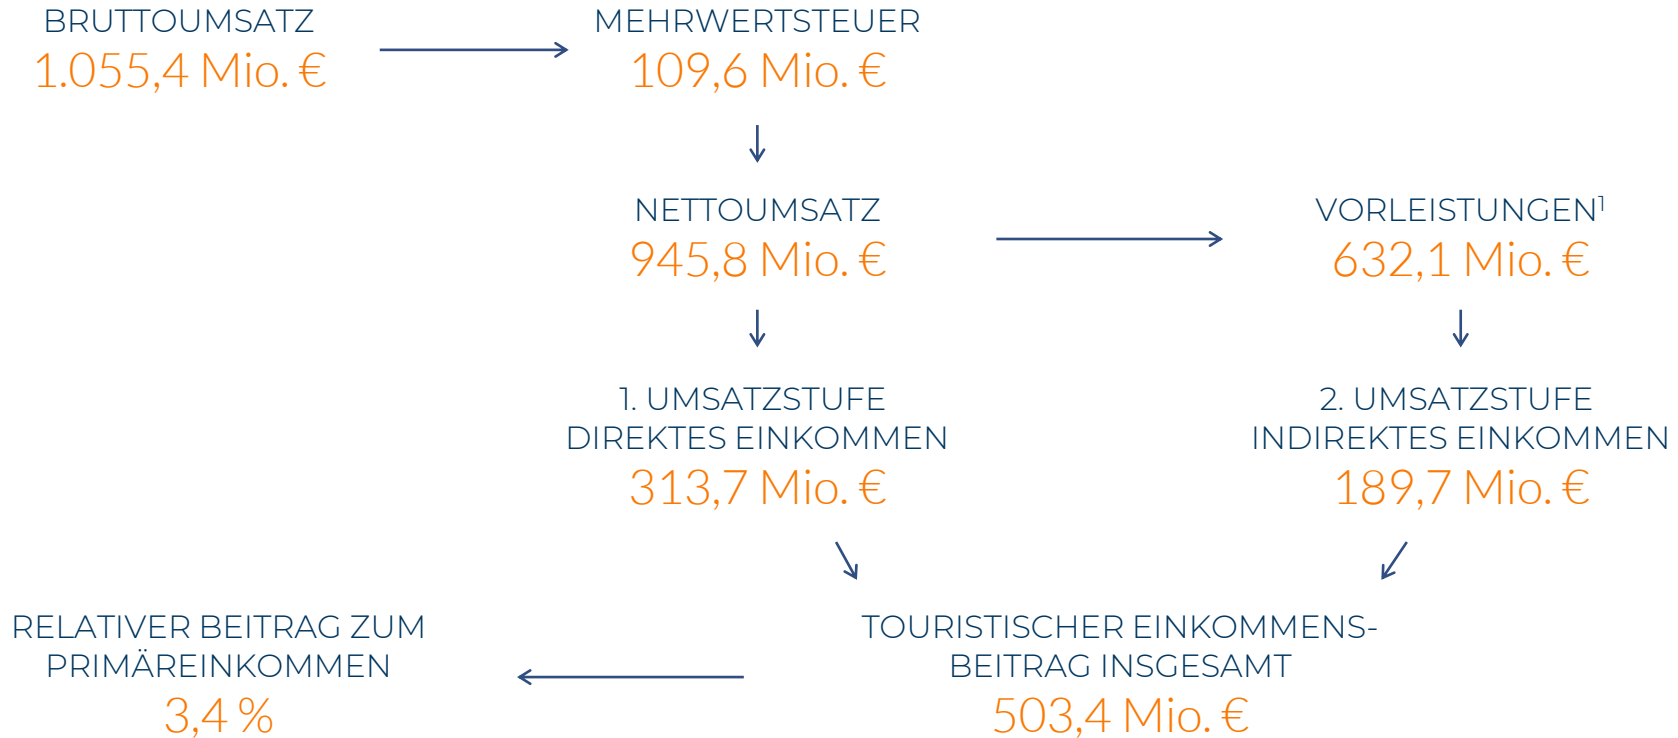 BRUTTOUMSATZ
1.055,4 Mio. €
MEHRWERTSTEUER
109,6 Mio. €
NETTOUMSATZ
945,8 Mio. €
VORLEISTUNGEN¹
632,1 Mio. €
1. UMSATZSTUFE
DIREKTES EINKOMMEN
313,7 Mio. €
2. UMSATZSTUFE
INDIREKTES EINKOMMEN
189,7 Mio. €
RELATIVER BEITRAG ZUM
PRIMÄREINKOMMEN
3,4 %
TOURISTISCHER EINKOMMENS-
BEITRAG INSGESAMT
503,4 Mio. €